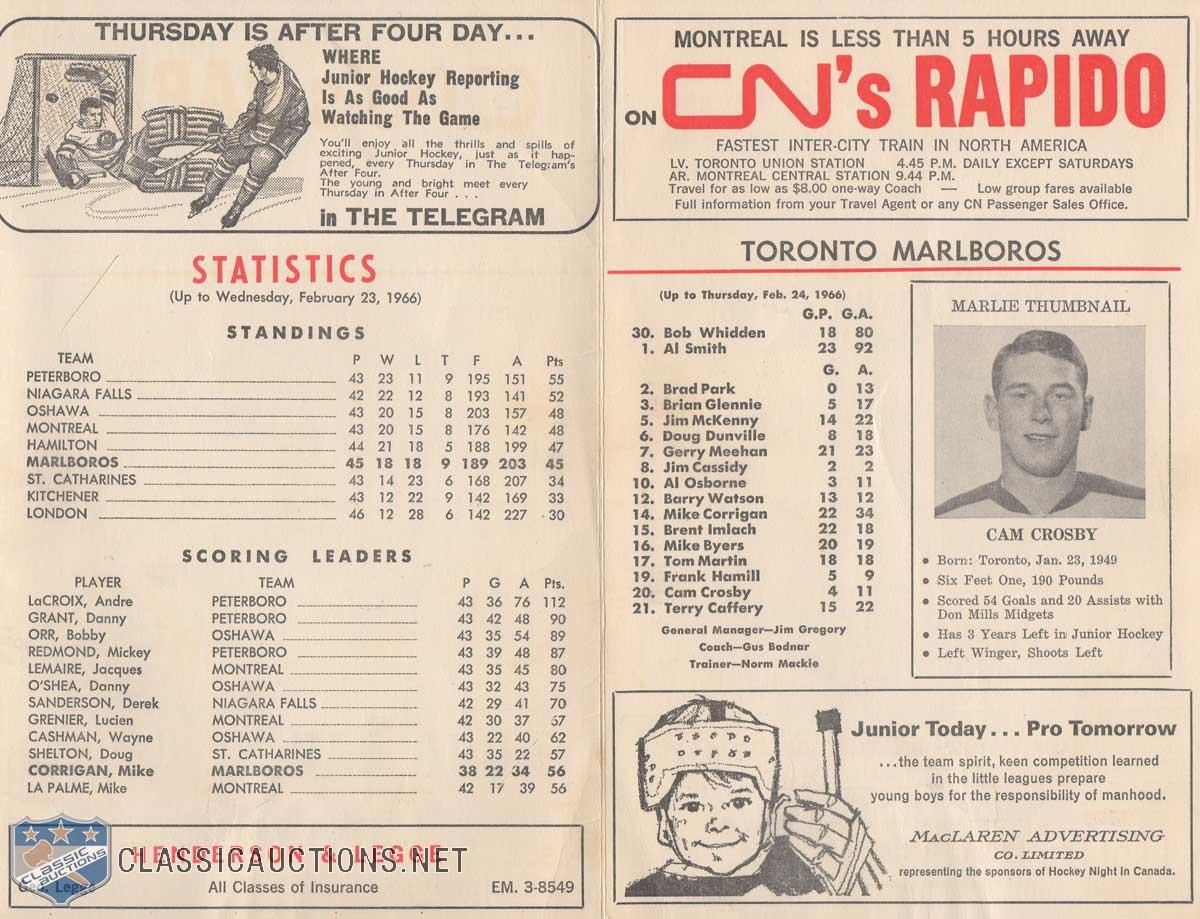 THURSDAY IS AFTER FOUR DAY...
WHERE
Junior Hockey Reporting
Is As Good As
Watching The Game
You'll enjoy all the thrills and spills of
exciting Junior Hockey, just as it hap-
pened, every Thursday in The Telegram's
After Four.
The young and bright meet every
Thursday in After Four . . .
in THE TELEGRAM
STATISTICS
(Up to Wednesday, February 23, 1966)
STANDINGS
TEAM P W L T F A Pts
PETERBORO 43 23 11 9 195 151 55
NIAGARA FALLS 42 22 12 8 193 141 52
OSHAWA 43 20 15 8 203 157 48
MONTREAL 43 20 15 8 176 142 48
HAMILTON 44 21 18 5 188 199 47
MARLBOROS 45 18 18 9 189 203 45
ST. CATHARINES 43 14 23 6 168 207 34
KITCHENER 43 12 22 9 142 169 33
LONDON 46 12 28 6 142 227 30
SCORING LEADERS
PLAYER TEAM P G A Pts.
LaCROIX, Andre PETERBORO 43 36 76 112
GRANT, Danny PETERBORO 43 42 48 90
ORR, Bobby OSHAWA 43 35 54 89
REDMOND, Mickey PETERBORO 43 39 48 87
LEMAIRE, Jacques MONTREAL 43 35 45 80
O'SHEA, Danny OSHAWA 43 32 43 75
SANDERSON, Derek NIAGARA FALLS 42 29 41 70
GRENIER, Lucien MONTREAL 42 30 37 67
CASHMAN, Wayne OSHAWA 43 22 40 62
SHELTON, Doug ST. CATHARINES 43 35 22 57
CORRIGAN, Mike MARLBOROS 38 22 34 56
LA PALME, Mike MONTREAL 42 17 39 56
HENDERSON & LEGGE
CLASSICAUCTIONS.NET
CLASSIC AUCTIONS
Legge All Classes of Insurance EM. 3-8549
MONTREAL IS LESS THAN 5 HOURS AWAY
ON CN's RAPIDO
FASTEST INTER-CITY TRAIN IN NORTH AMERICA
LV. TORONTO UNION STATION 4.45 P.M. DAILY EXCEPT SATURDAYS
AR. MONTREAL CENTRAL STATION 9.44 P.M.
Travel for as low as $8.00 one-way Coach — Low group fares available
Full information from your Travel Agent or any CN Passenger Sales Office.
TORONTO MARLBOROS
(Up to Thursday, Feb. 24, 1966)
G.P. G.A.
30. Bob Whidden 18 80
1. Al Smith 23 92
G. A.
2. Brad Park 0 13
3. Brian Glennie 5 17
5. Jim McKenny 14 22
6. Doug Dunville 8 18
7. Gerry Meehan 21 23
8. Jim Cassidy 2 2
10. Al Osborne 3 11
12. Barry Watson 13 12
14. Mike Corrigan 22 34
15. Brent Imlach 22 18
16. Mike Byers 20 19
17. Tom Martin 18 18
19. Frank Hamill 5 9
20. Cam Crosby 4 11
21. Terry Caffery 15 22
General Manager—Jim Gregory
Coach—Gus Bodnar
Trainer—Norm Mackie
MARLIE THUMBNAIL
CAM CROSBY
• Born: Toronto, Jan. 23, 1949
• Six Feet One, 190 Pounds
• Scored 54 Goals and 20 Assists with
Don Mills Midgets
• Has 3 Years Left in Junior Hockey
• Left Winger, Shoots Left
Junior Today... Pro Tomorrow
...the team spirit, keen competition learned
in the little leagues prepare
young boys for the responsibility of manhood.
MACLAREN ADVERTISING
CO. LIMITED
representing the sponsors of Hockey Night in Canada.